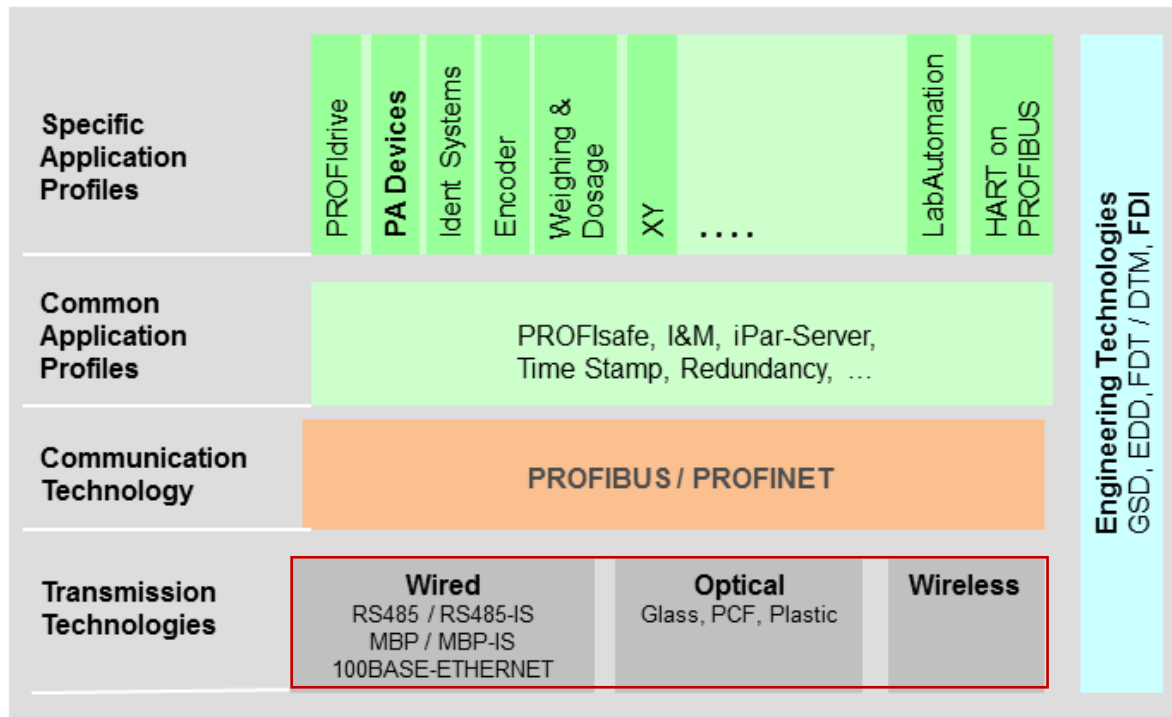 Specific
Application
Profiles
PROFIdrive
PA Devices
Ident Systems
Encoder
Weighing &
Dosage
XY
....
LabAutomation
HART on
PROFIBUS
Common
Application
Profiles
PROFIsafe, I&M, iPar-Server,
Time Stamp, Redundancy, ...
Communication
Technology
PROFIBUS / PROFINET
Transmission
Technologies
Wired
RS485 / RS485-IS
MBP / MBP-IS
100BASE-ETHERNET
Optical
Glass, PCF, Plastic
Wireless
Engineering Technologies
GSD, EDD, FDT / DTM, FDI